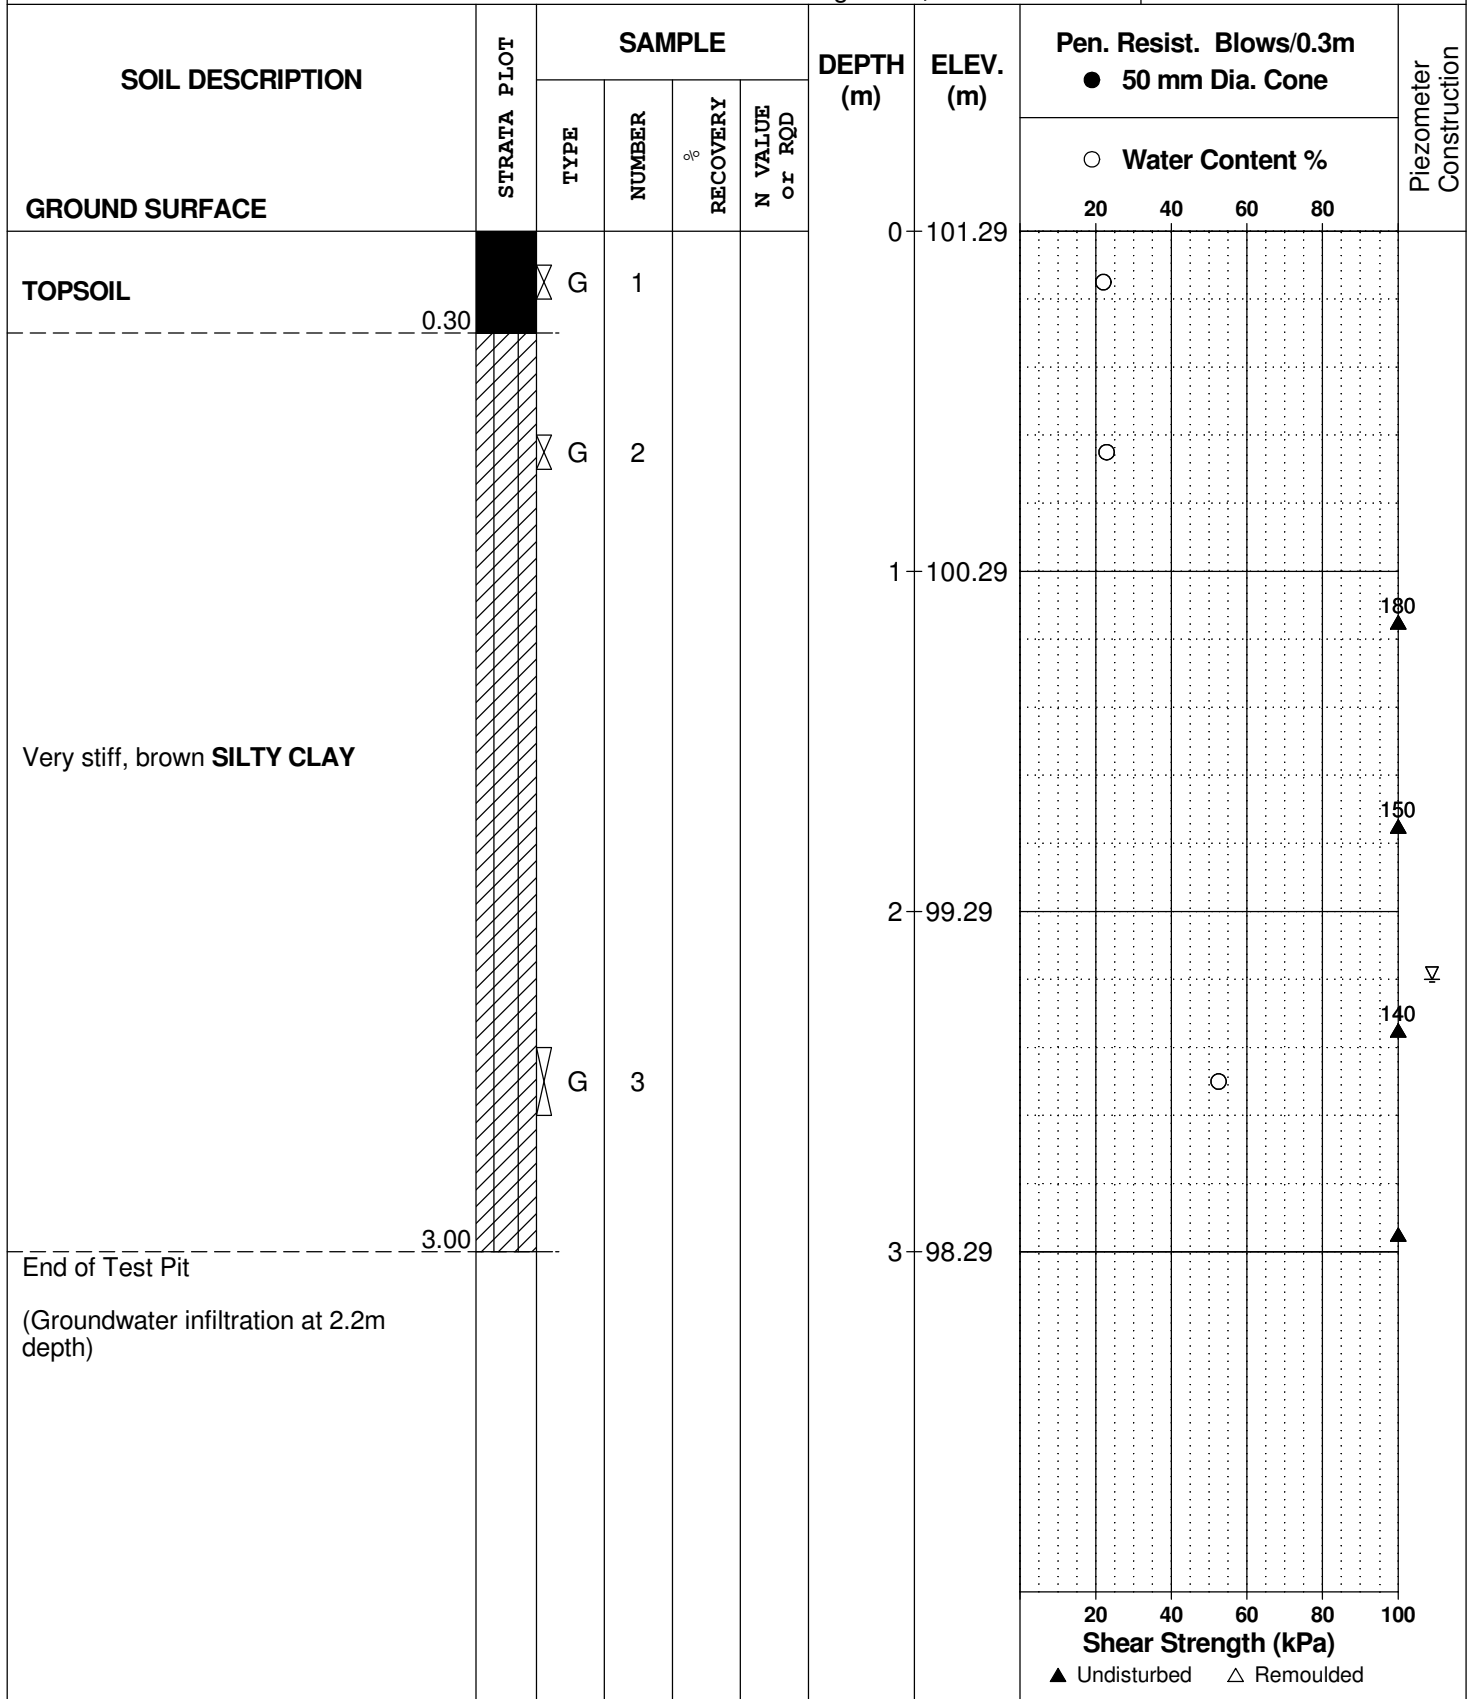 SOIL DESCRIPTION
GROUND SURFACE
STRATA PLOT
SAMPLE
TYPE
NUMBER
%
RECOVERY
N VALUE
or RQD
DEPTH
(m)
ELEV.
(m)
Pen. Resist. Blows/0.3m
● 50 mm Dia. Cone
○ Water Content %
20 40 60 80
Piezometer
Construction
0 101.29
TOPSOIL
G 1
0.30
G 2
1 100.29
180
Very stiff, brown SILTY CLAY
150
2 99.29
140
G 3
3.00
3 98.29
End of Test Pit
(Groundwater infiltration at 2.2m
depth)
20 40 60 80 100
Shear Strength (kPa)
▲ Undisturbed △ Remoulded